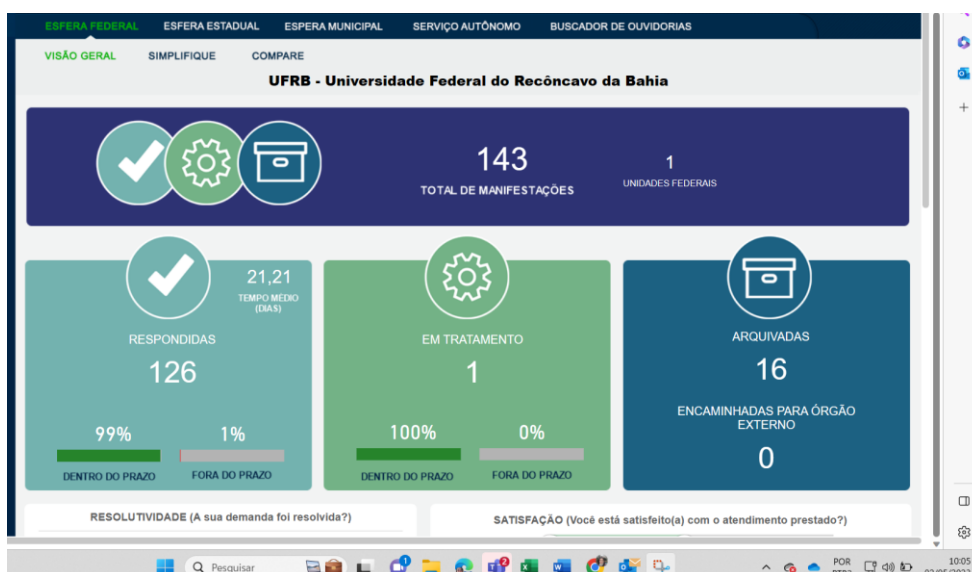 ESFERA FEDERAL ESFERA ESTADUAL ESPERA MUNICIPAL SERVIÇO AUTÔNOMO BUSCADOR DE OUVIDORIAS
VISÃO GERAL SIMPLIFIQUE COMPARE
UFRB - Universidade Federal do Recôncavo da Bahia
143
TOTAL DE MANIFESTAÇÕES
1
UNIDADES FEDERAIS
21,21
TEMPO MÉDIO
(DIAS)
RESPONDIDAS
126
99% 1%
DENTRO DO PRAZO FORA DO PRAZO
EM TRATAMENTO
1
100% 0%
DENTRO DO PRAZO FORA DO PRAZO
ARQUIVADAS
16
ENCAMINHADAS PARA ÓRGÃO
EXTERNO
0
RESOLUTIVIDADE (A sua demanda foi resolvida?)
SATISFAÇÃO (Você está satisfeito(a) com o atendimento prestado?)
Pesquisar
POR
10:05